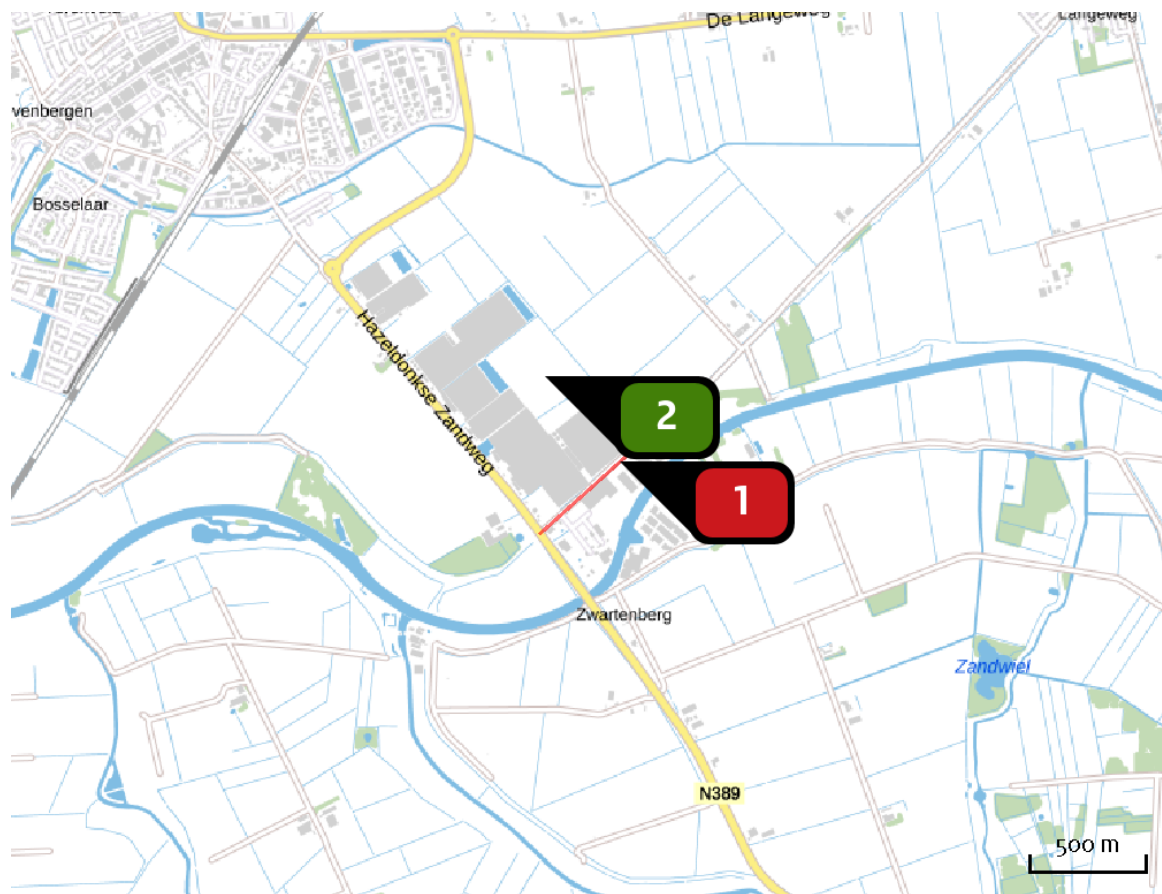 De Langeweg
Langeweg
venbergen
Bosselaar
Hazeldonkse Zandweg
2
1
Zwartenberg
Zandwiel
N389
500 m